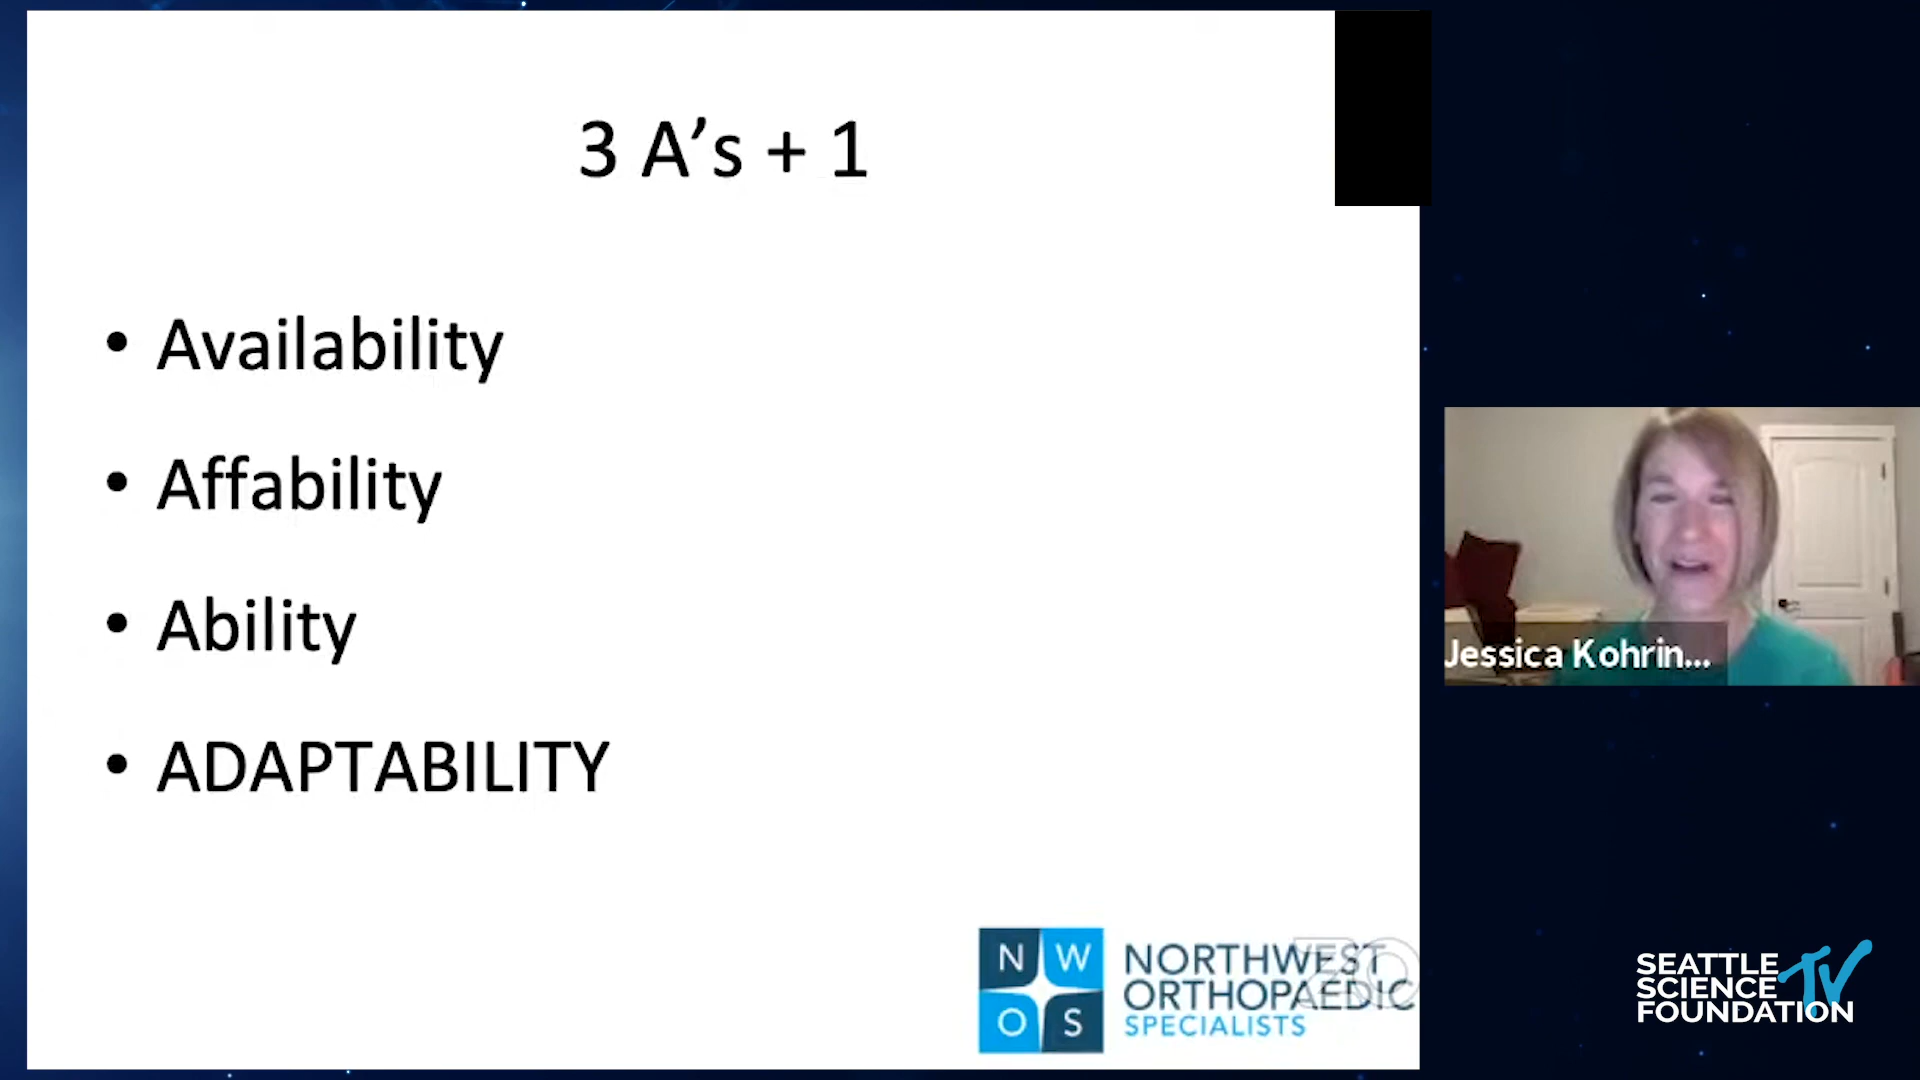 3 A’s + 1
• Availability
• Affability
• Ability
• ADAPTABILITY
N W
O S
NORTHWEST
ORTHOPAEDIC
SPECIALISTS
Jessica Kohrin...
SEATTLE
SCIENCE
FOUNDATION
TV